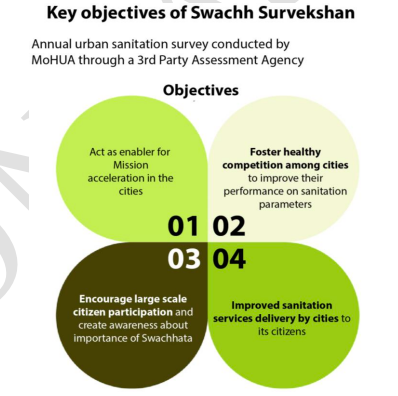 Key objectives of Swachh Survekshan
Annual urban sanitation survey conducted by
MoHUA through a 3rd Party Assessment Agency
Objectives
Act as enabler for
Mission
acceleration in the
cities
01
Foster healthy
competition among cities
to improve their
performance on sanitation
parameters
02
03
Encourage large scale
citizen participation and
create awareness about
importance of Swachhata
04
Improved sanitation
services delivery by cities to
its citizens